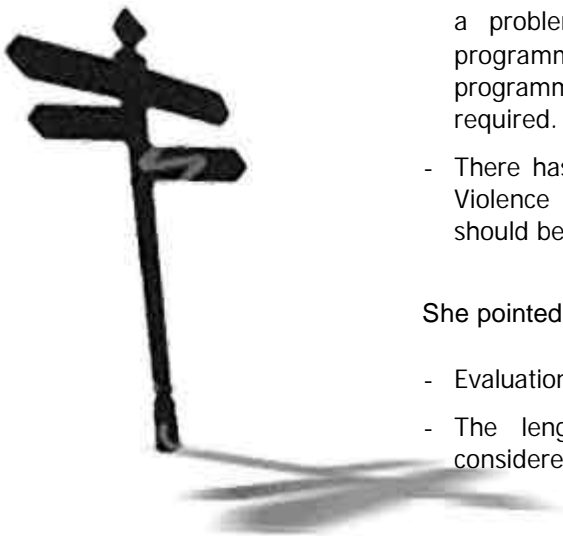 a problem
programm
programm
required.
- There has
Violence
should be
She pointed
- Evaluation
- The leng
considere